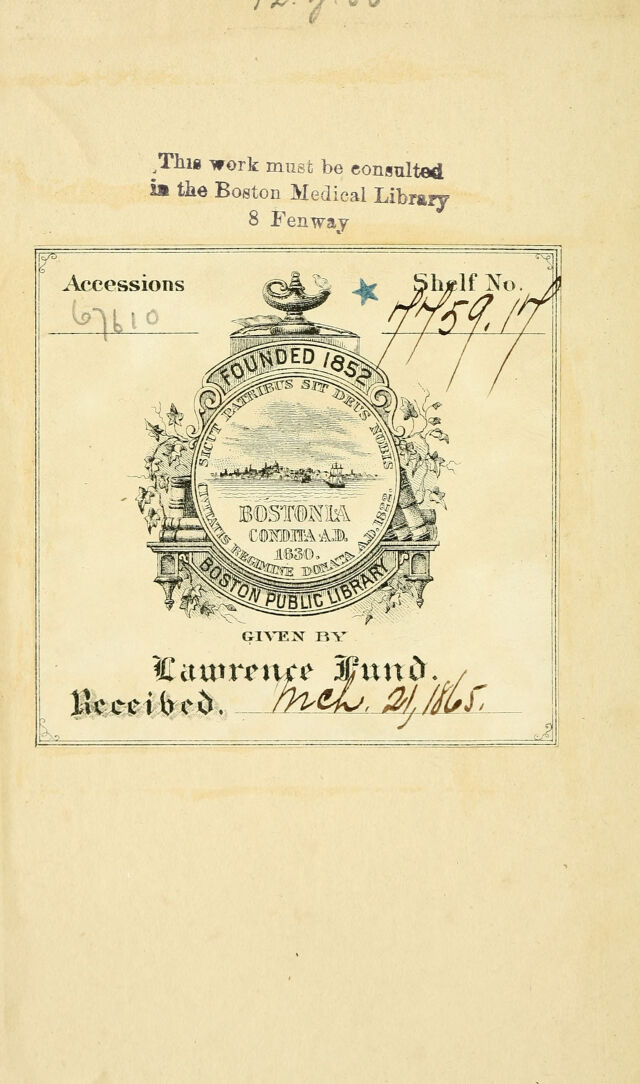 This work must be consulted
in the Boston Medical Library
8 Fenway
Accessions
Shelf No.
67610
7759.17
FOUNDED 1852
SICUT PATRIBUS SIT DEUS NOBIS
BOSTONIA
CONDITA A.D.
1630.
CIVITATIS REGIMINE DONATA A.D. 1822.
BOSTON PUBLIC LIBRARY
GIVEN BY
Lawrence Fund.
Received. Mch. 21, 1865.